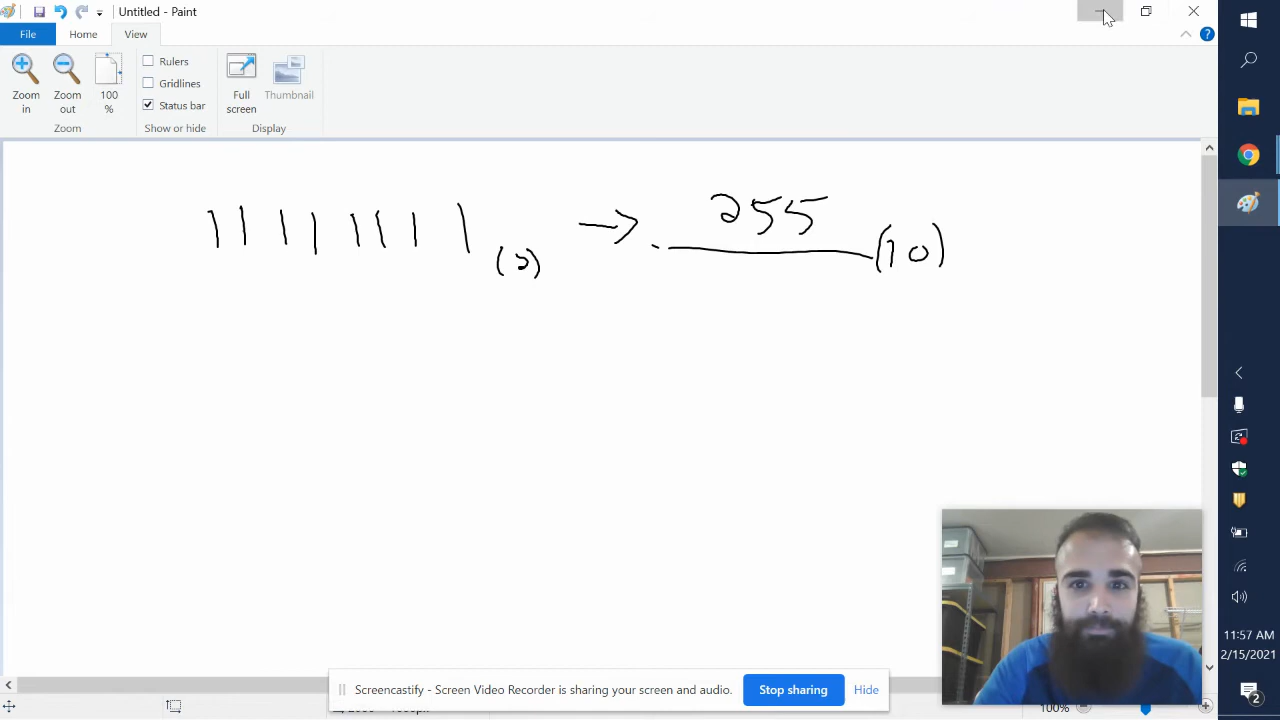 Untitled - Paint
File Home View
Zoom in
Zoom out
100 %
Rulers
Gridlines
Status bar
Full screen
Thumbnail
Zoom
Show or hide
Display
11111111(2) → 255(10)
Screencastify - Screen Video Recorder is sharing your screen and audio.
Stop sharing
Hide
100%
11:57 AM
2/15/2021
2